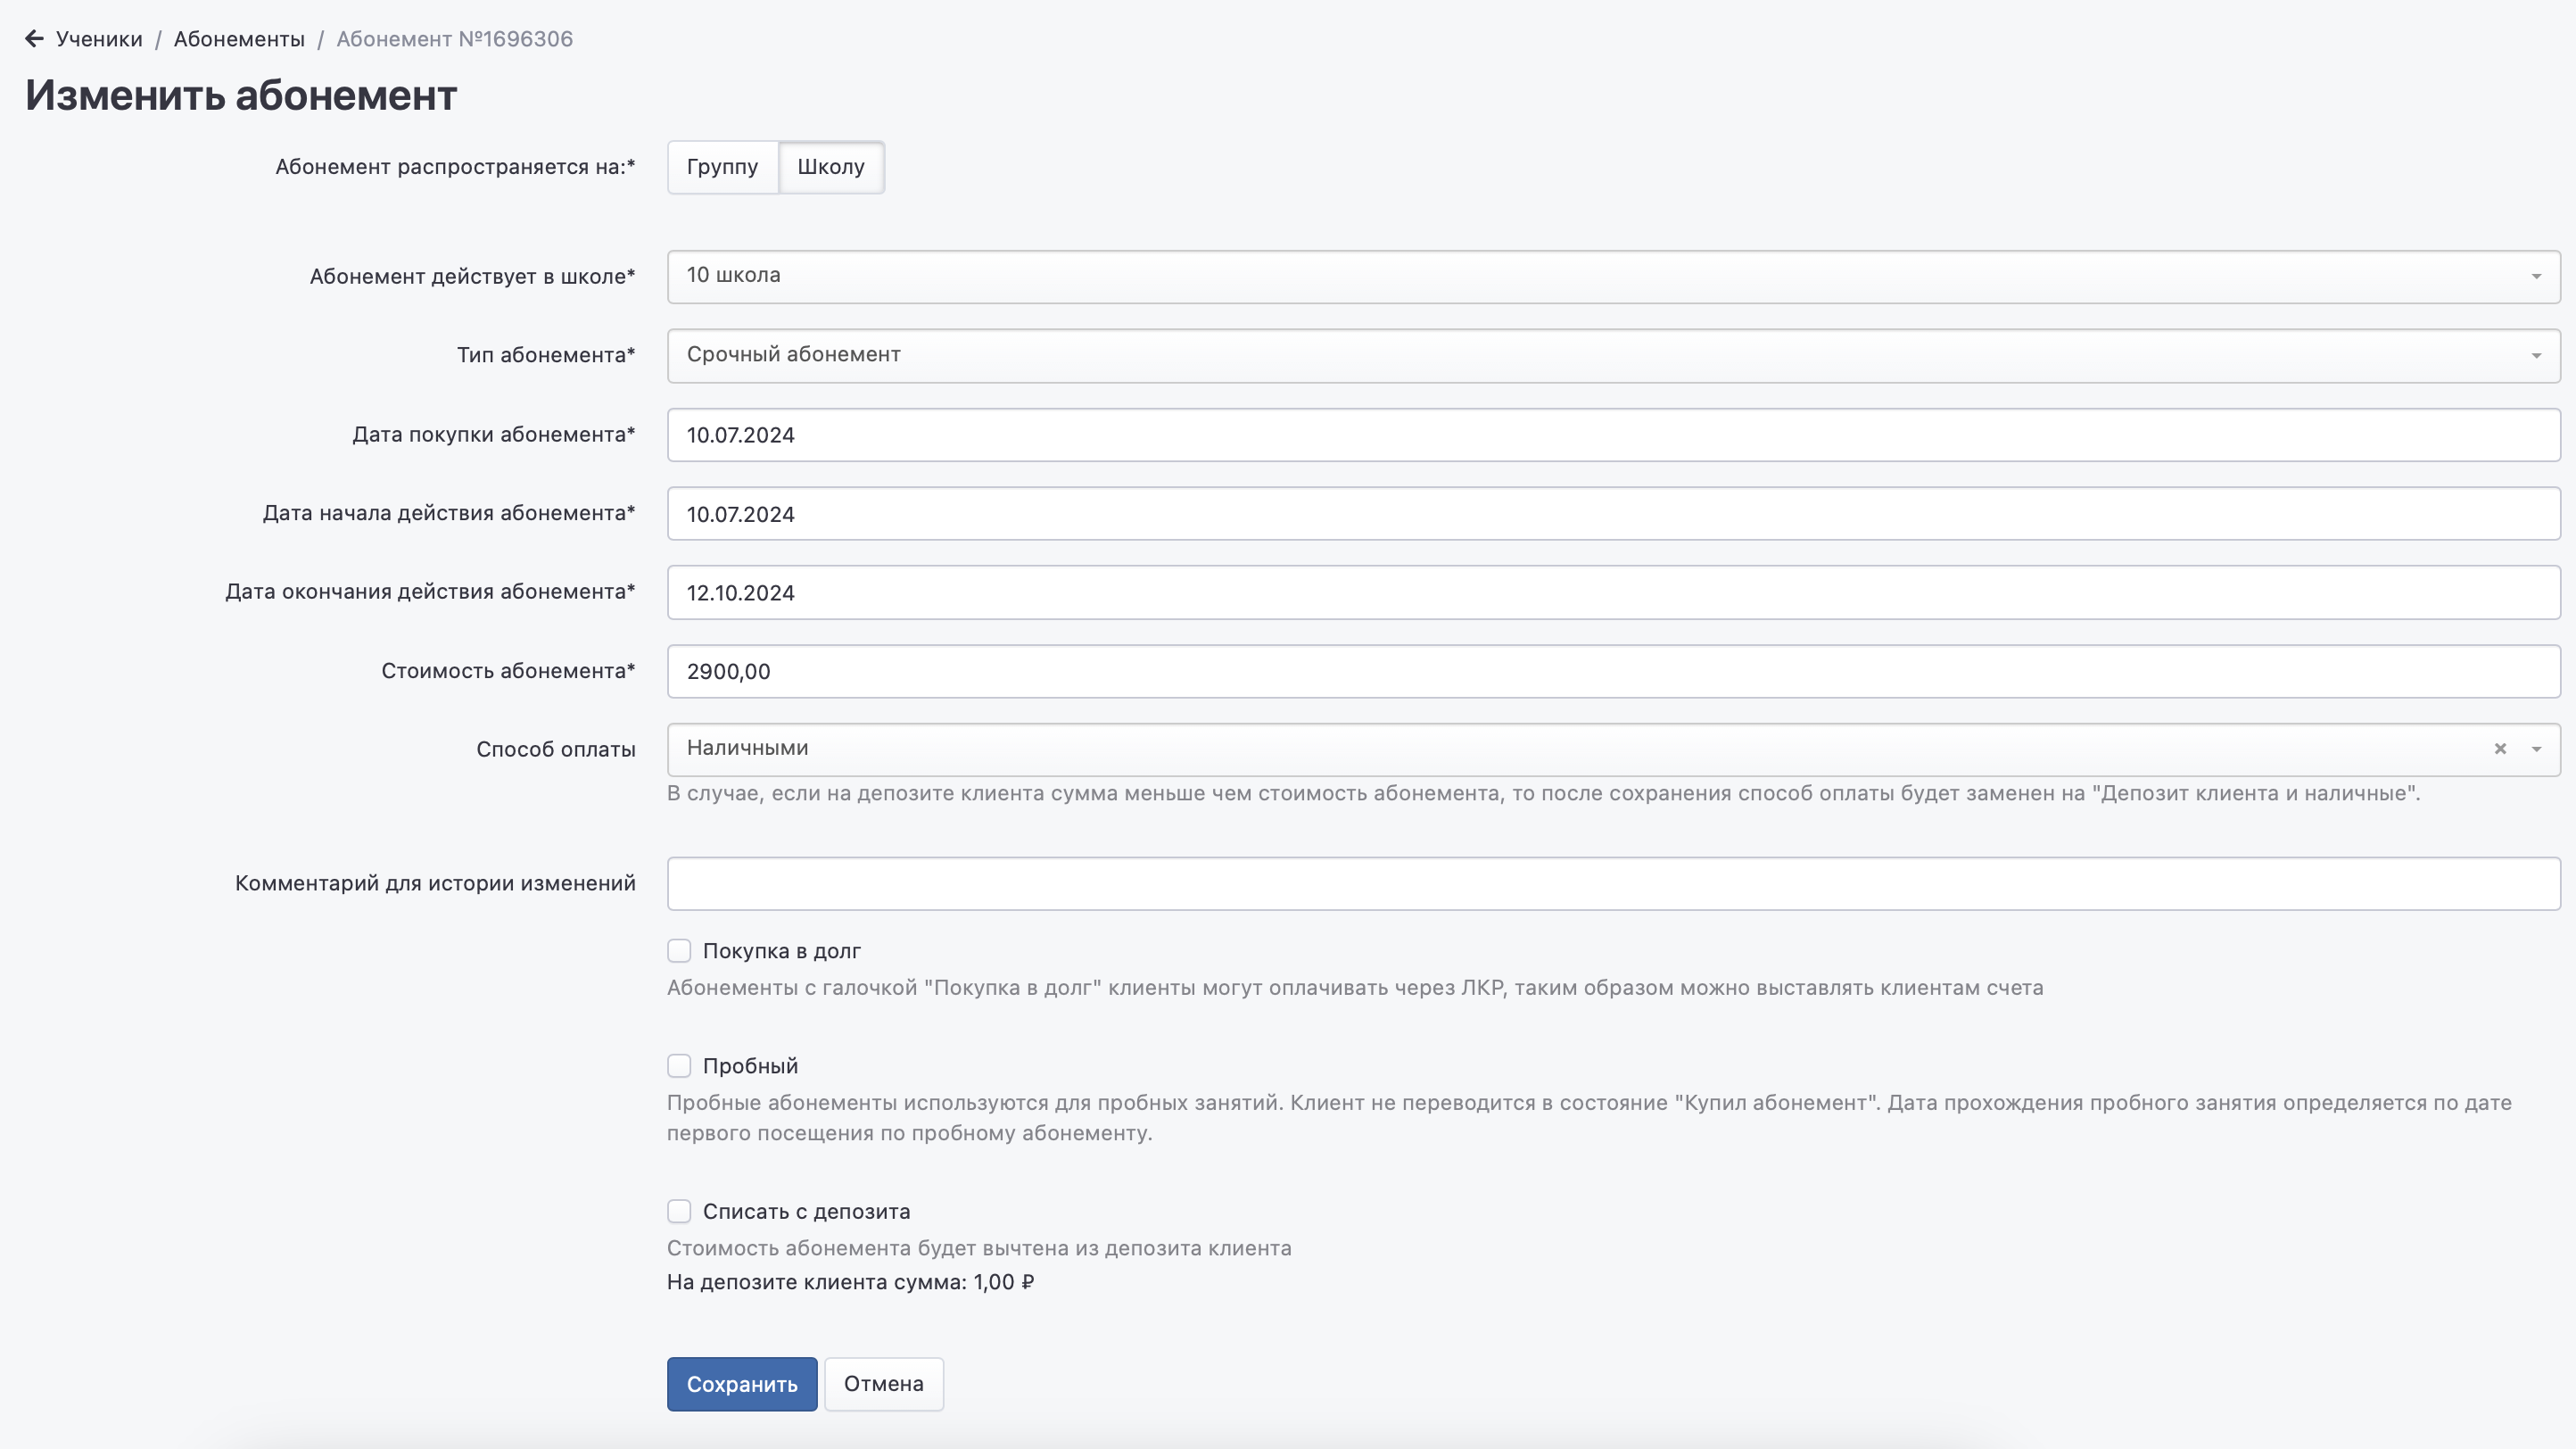 Ученики / Абонементы / Абонемент №1696306
Изменить абонемент
Абонемент распространяется на:* Группу Школу
Абонемент действует в школе* 10 школа
Тип абонемента* Срочный абонемент
Дата покупки абонемента* 10.07.2024
Дата начала действия абонемента* 10.07.2024
Дата окончания действия абонемента* 12.10.2024
Стоимость абонемента* 2900,00
Способ оплаты Наличными
В случае, если на депозите клиента сумма меньше чем стоимость абонемента, то после сохранения способ оплаты будет заменен на "Депозит клиента и наличные".
Комментарий для истории изменений
Покупка в долг
Абонементы с галочкой "Покупка в долг" клиенты могут оплачивать через ЛКР, таким образом можно выставлять клиентам счета
Пробный
Пробные абонементы используются для пробных занятий. Клиент не переводится в состояние "Купил абонемент". Дата прохождения пробного занятия определяется по дате
первого посещения по пробному абонементу.
Списать с депозита
Стоимость абонемента будет вычтена из депозита клиента
На депозите клиента сумма: 1,00 ₽
Сохранить Отмена